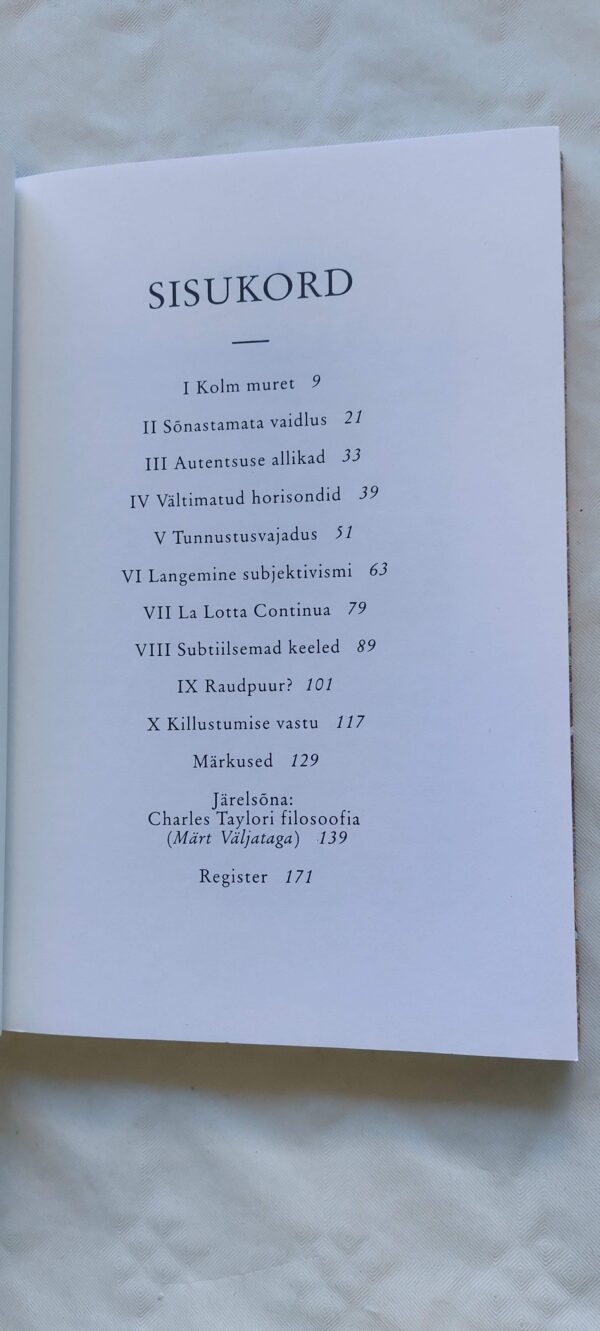 SISUKORD
I Kolm muret 9
II Sõnastamata vaidlus 21
III Autentsuse allikad 33
IV Vältimatud horisondid 39
V Tunnustusvajadus 51
VI Langemine subjektivismi 63
VII La Lotta Continua 79
VIII Subtiilsemad keeled 89
IX Raudpuur? 101
X Killustumise vastu 117
Märkused 129
Järelsõna:
Charles Taylori filosoofia
(Märt Väljataga) 139
Register 171